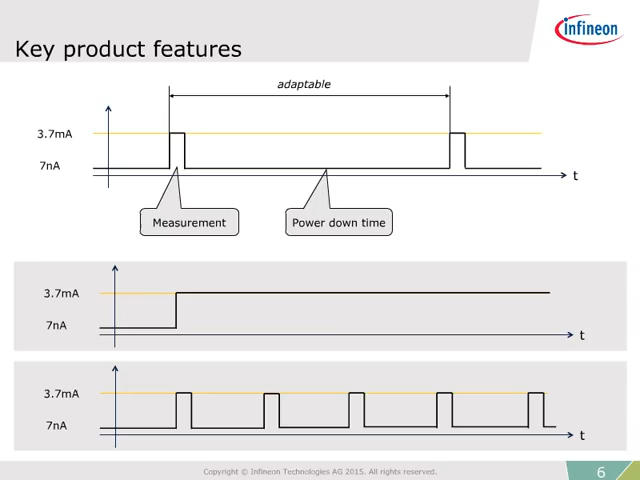 infineon
Key product features
adaptable
3.7mA
7nA
t
Measurement
Power down time
3.7mA
7nA
t
3.7mA
7nA
t
Copyright © Infineon Technologies AG 2015. All rights reserved.
6